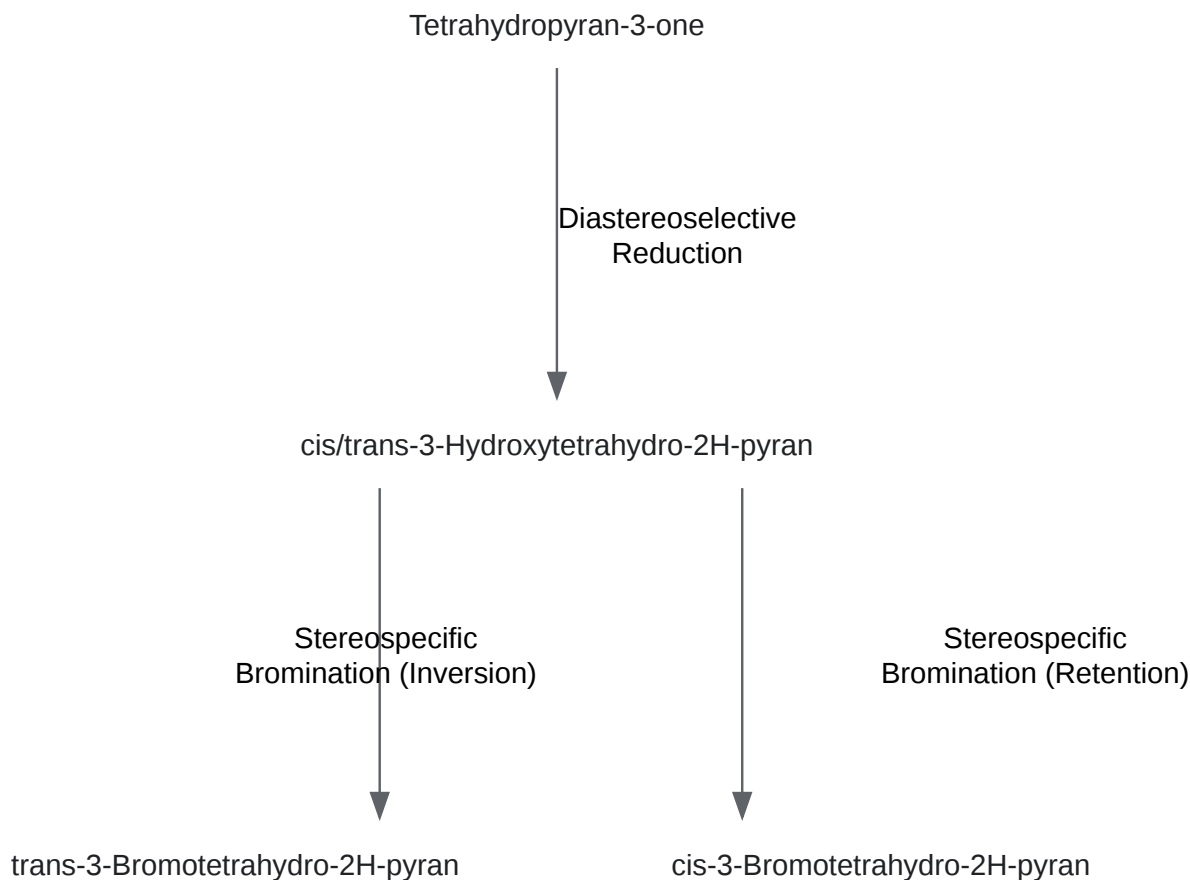 Tetrahydropyran-3-one
Diastereoselective
Reduction
cis/trans-3-Hydroxytetrahydro-2H-pyran
Stereospecific
Bromination (Inversion)
Stereospecific
Bromination (Retention)
trans-3-Bromotetrahydro-2H-pyran
cis-3-Bromotetrahydro-2H-pyran